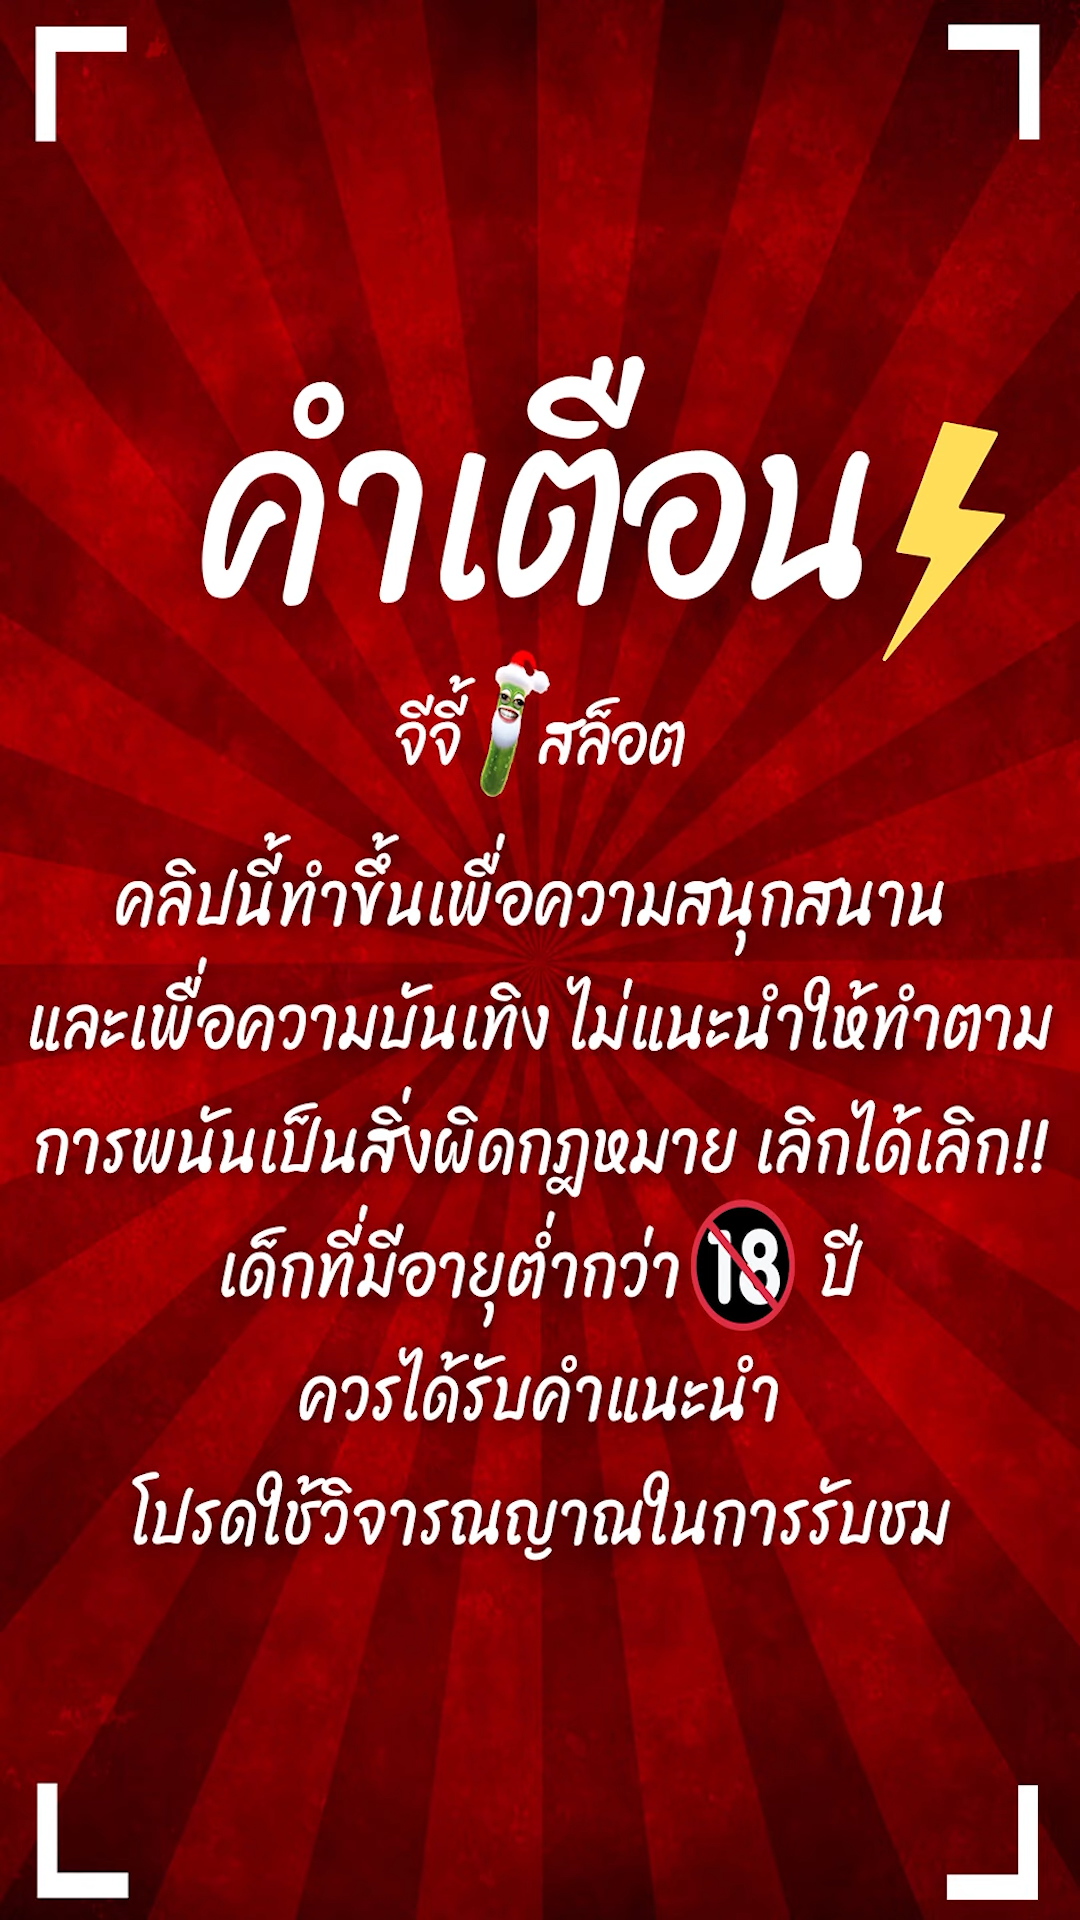 คำเตือน
จีจี้ สล็อต
คลิปนี้ทำขึ้นเพื่อความสนุกสนาน
และเพื่อความบันเทิง ไม่แนะนำให้ทำตาม
การพนันเป็นสิ่งผิดกฎหมาย เลิกได้เลิก!!
เด็กที่มีอายุต่ำกว่า 18 ปี
ควรได้รับคำแนะนำ
โปรดใช้วิจารณญาณในการรับชม